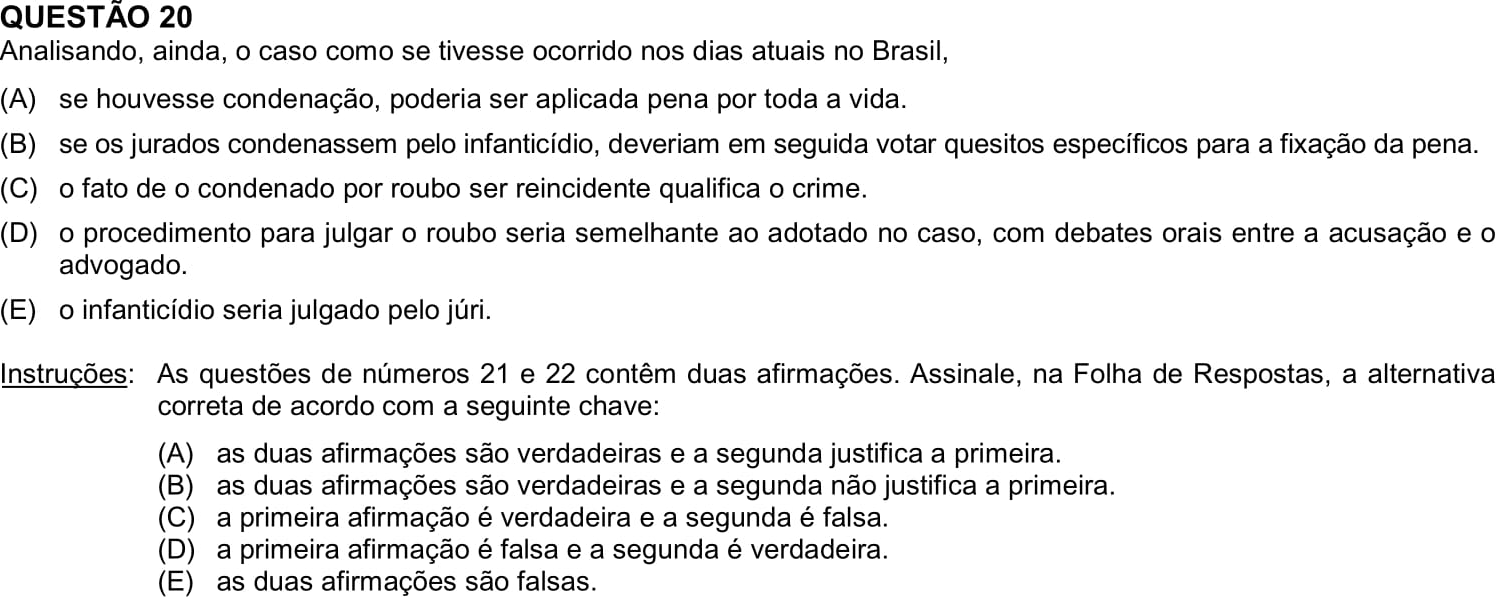 QUESTÃO 20
Analisando, ainda, o caso como se tivesse ocorrido nos dias atuais no Brasil,
(A) se houvesse condenação, poderia ser aplicada pena por toda a vida.
(B) se os jurados condenassem pelo infanticídio, deveriam em seguida votar quesitos específicos para a fixação da pena.
(C) o fato de o condenado por roubo ser reincidente qualifica o crime.
(D) o procedimento para julgar o roubo seria semelhante ao adotado no caso, com debates orais entre a acusação e o
advogado.
(E) o infanticídio seria julgado pelo júri.
Instruções: As questões de números 21 e 22 contêm duas afirmações. Assinale, na Folha de Respostas, a alternativa
correta de acordo com a seguinte chave:
(A) as duas afirmações são verdadeiras e a segunda justifica a primeira.
(B) as duas afirmações são verdadeiras e a segunda não justifica a primeira.
(C) a primeira afirmação é verdadeira e a segunda é falsa.
(D) a primeira afirmação é falsa e a segunda é verdadeira.
(E) as duas afirmações são falsas.